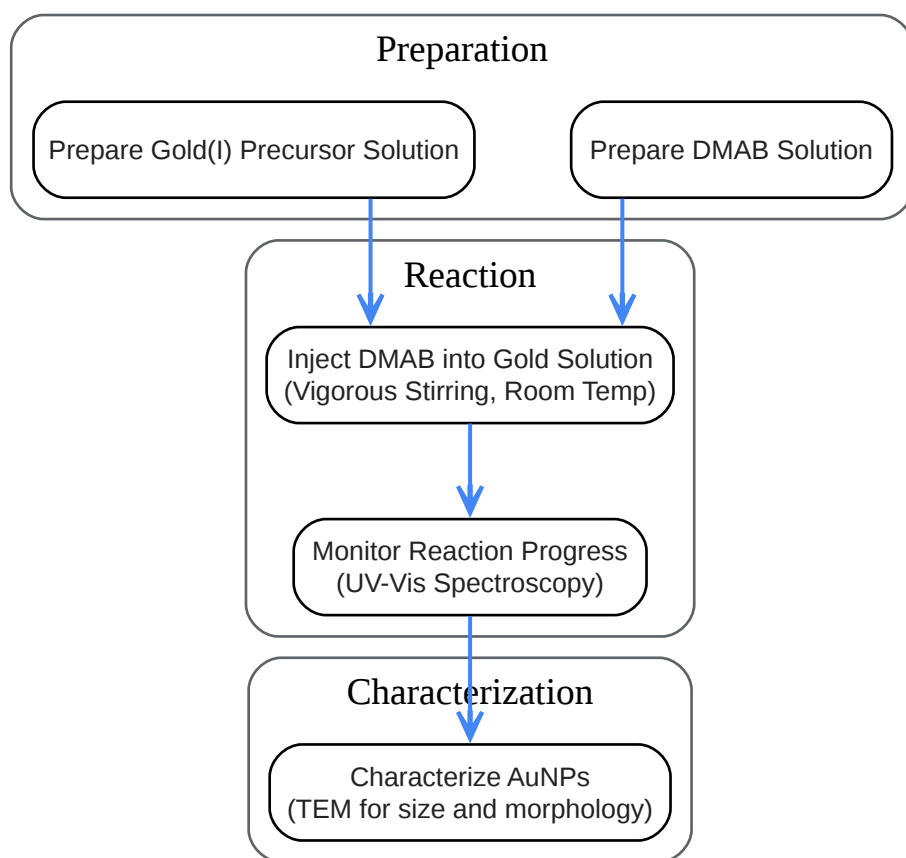 Preparation
Prepare Gold(I) Precursor Solution
Prepare DMAB Solution
Reaction
Inject DMAB into Gold Solution
(Vigorous Stirring, Room Temp)
Monitor Reaction Progress
(UV-Vis Spectroscopy)
Characterization
Characterize AuNPs
(TEM for size and morphology)